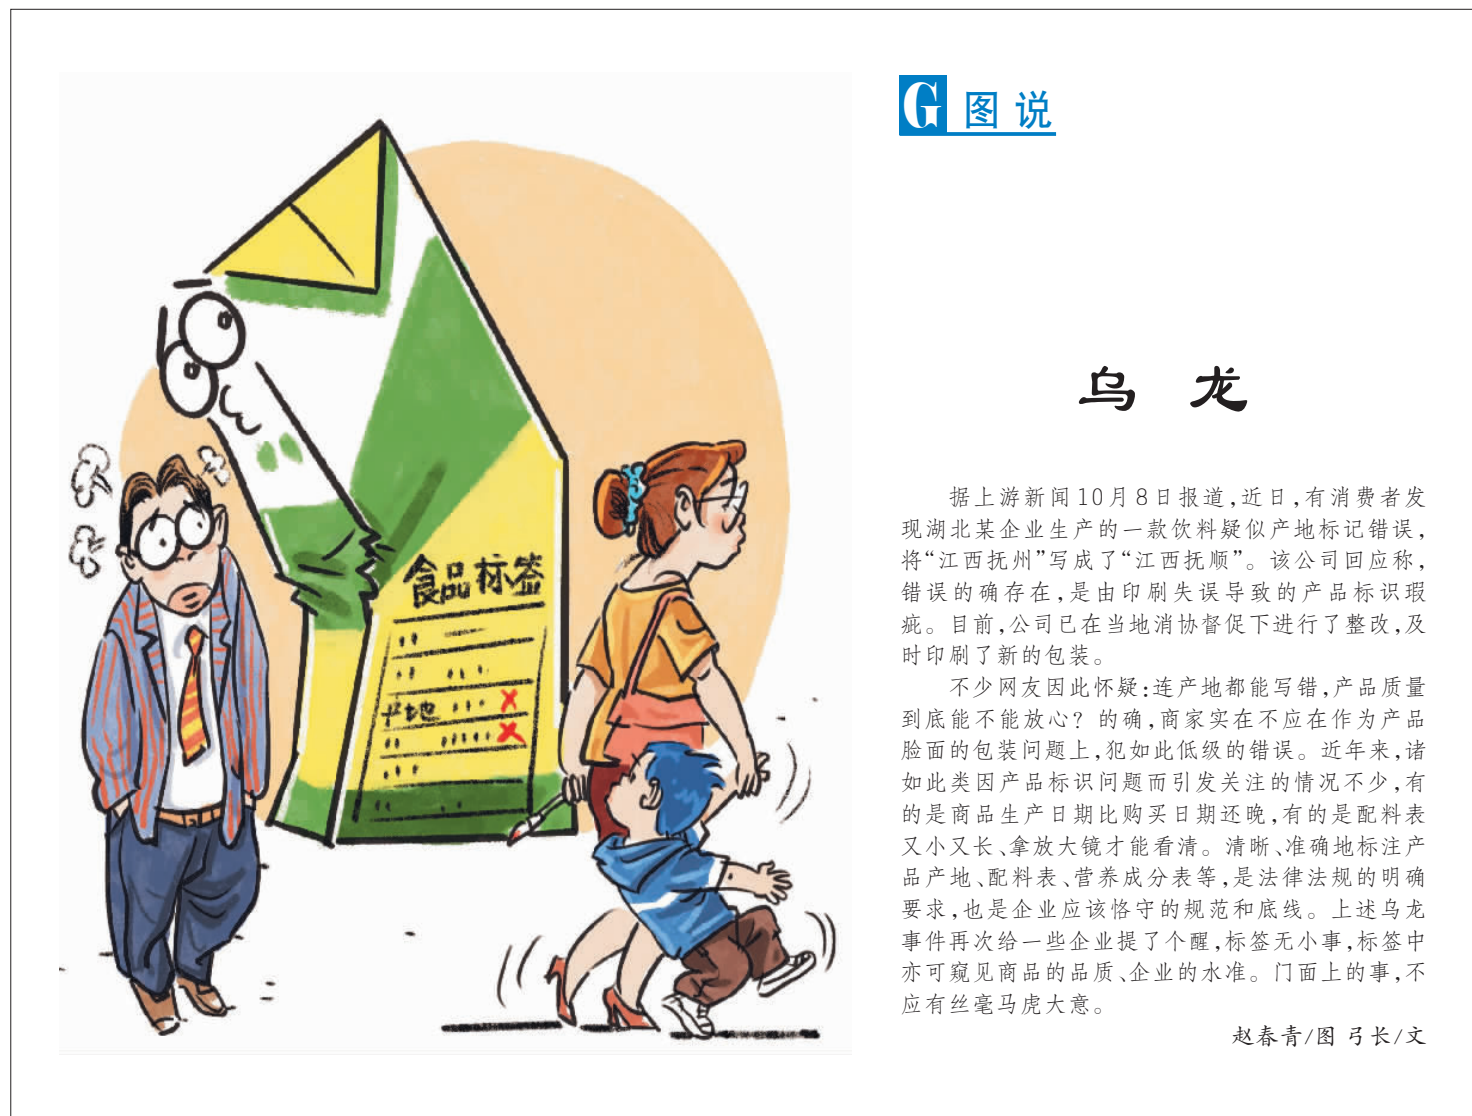 G 图说
乌 龙
食品标签
产地
据上游新闻10月8日报道,近日,有消费者发
现湖北某企业生产的一款饮料疑似产地标记错误,
将“江西抚州”写成了“江西抚顺”。该公司回应称,
错误的确存在,是由印刷失误导致的产品标识瑕
疵。目前,公司已在当地消协督促下进行了整改,及
时印刷了新的包装。
不少网友因此怀疑:连产地都能写错,产品质量
到底能不能放心?的确,商家实在不应在作为产品
脸面的包装问题上,犯如此低级的错误。近年来,诸
如此类因产品标识问题而引发关注的情况不少,有
的是商品生产日期比购买日期还晚,有的是配料表
又小又长、拿放大镜才能看清。清晰、准确地标注产
品产地、配料表、营养成分表等,是法律法规的明确
要求,也是企业应该恪守的规范和底线。上述乌龙
事件再次给一些企业提了个醒,标签无小事,标签中
亦可窥见商品的品质、企业的水准。门面上的事,不
应有丝毫马虎大意。
赵春青/图 弓长/文